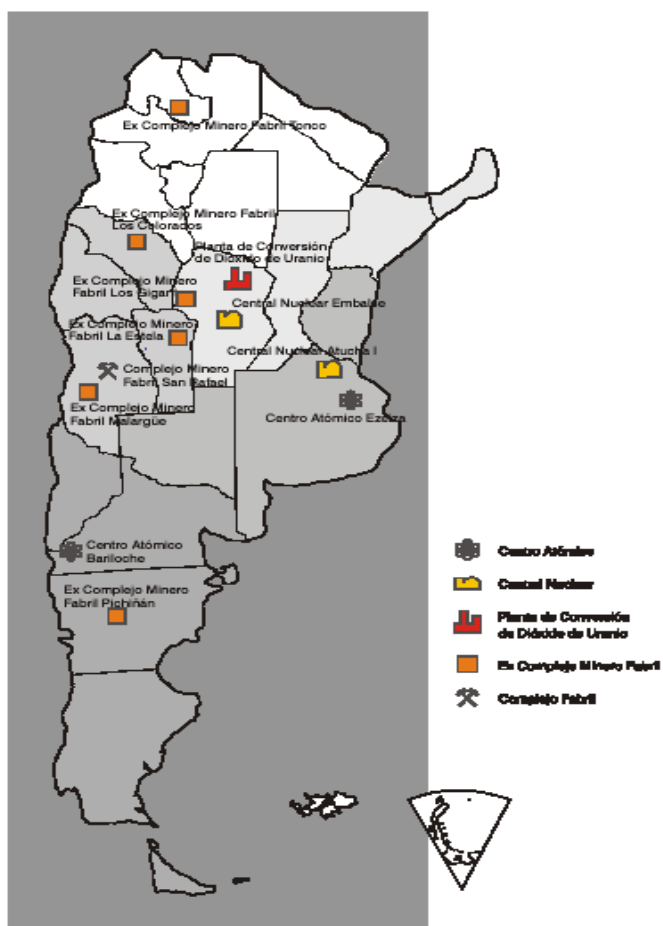 Ex Complejo Minero Fabril Tonco
Ex Complejo Minero Fabril
Los Colorados
Planta de Conversión
de Dióxido de Uranio
Ex Complejo Minero
Fabril Los Gigantes
Central Nuclear Embalse
Ex Complejo Minero
Fabril La Estela
Central Nuclear Atucha I
Complejo Minero
Fabril San Rafael
Ex Complejo Minero
Fabril Malargüe
Centro Atómico Ezeiza
Centro Atómico
Bariloche
Ex Complejo Minero
Fabril Pichiñán
Centro Atómico
Central Nuclear
Planta de Conversión
de Dióxido de Uranio
Ex Complejo Minero Fabril
Complejo Fabril